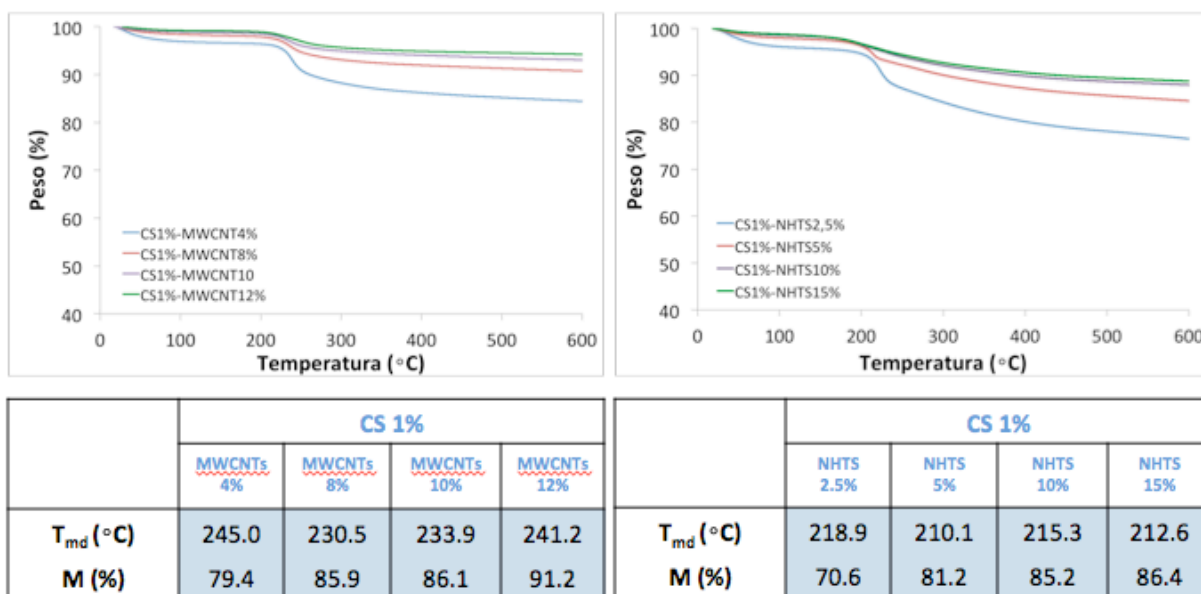 100
90
80
70
60
50
40
Peso (%)
CS1%-MWCNT4%
CS1%-MWCNT8%
CS1%-MWCNT10
CS1%-MWCNT12%
0 100 200 300 400 500 600
Temperatura (°C)
100
90
80
70
60
50
40
Peso (%)
CS1%-NHTS2,5%
CS1%-NHTS5%
CS1%-NHTS10%
CS1%-NHTS15%
0 100 200 300 400 500 600
Temperatura (°C)
CS 1%
MWCNTs MWCNTs MWCNTs MWCNTs
4% 8% 10% 12%
Tmd (°C) 245.0 230.5 233.9 241.2
M (%) 79.4 85.9 86.1 91.2
CS 1%
NHTS NHTS NHTS NHTS
2.5% 5% 10% 15%
Tmd (°C) 218.9 210.1 215.3 212.6
M (%) 70.6 81.2 85.2 86.4